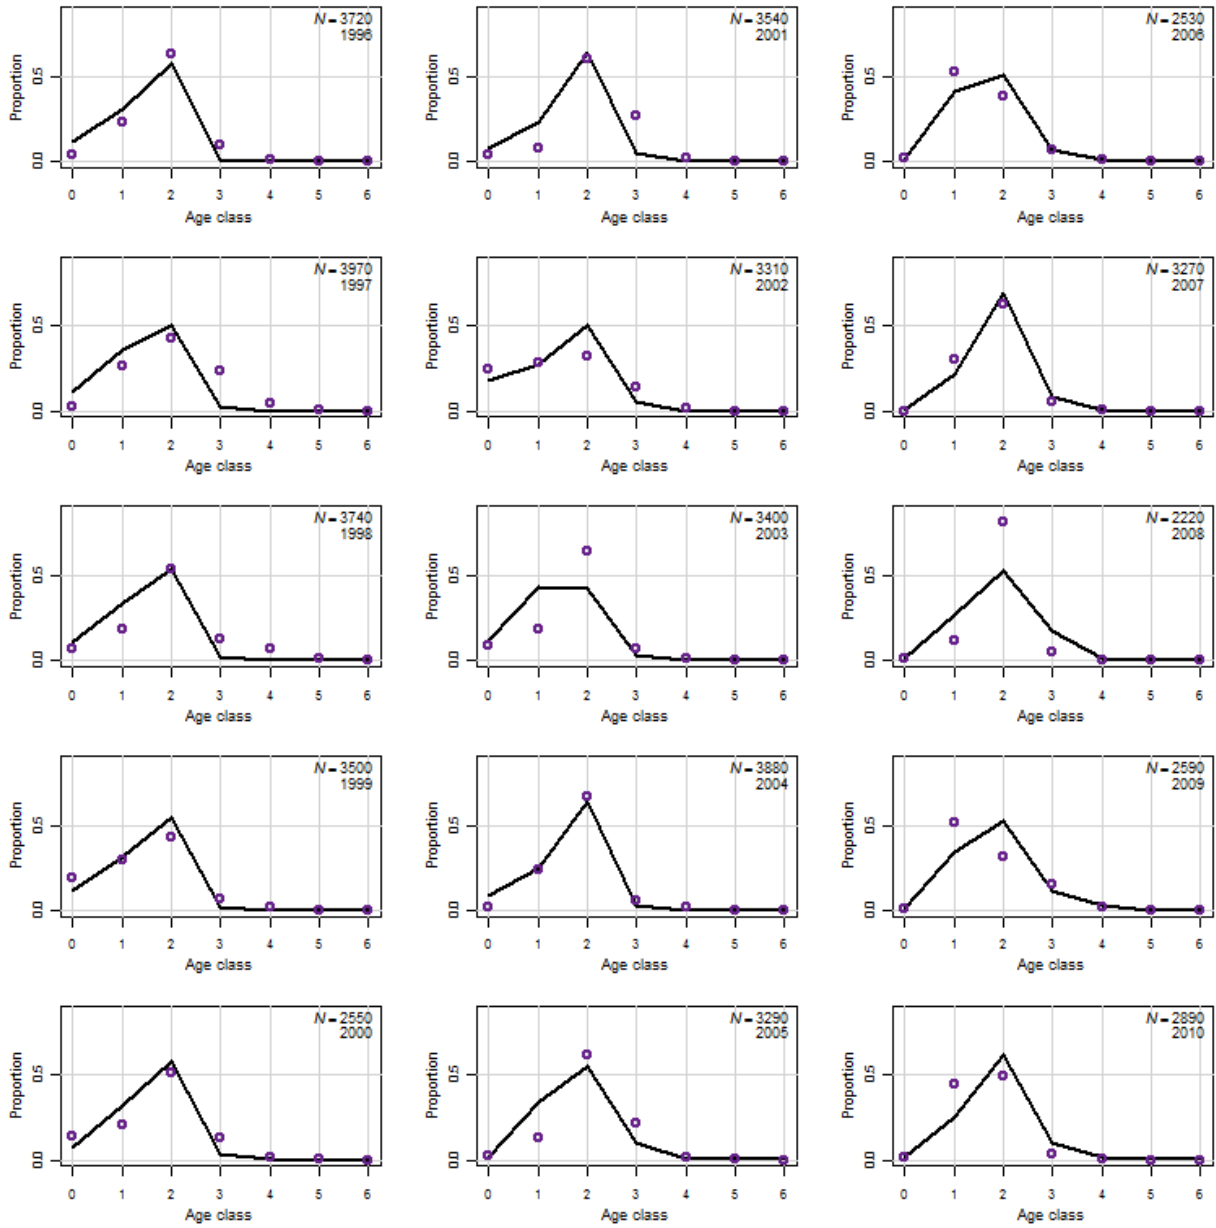 N = 3720
1996
Proportion
0.5
0.0
0 1 2 3 4 5 6
Age class
N = 3540
2001
Proportion
0.5
0.0
0 1 2 3 4 5 6
Age class
N = 2530
2006
Proportion
0.5
0.0
0 1 2 3 4 5 6
Age class
N = 3970
1997
Proportion
0.5
0.0
0 1 2 3 4 5 6
Age class
N = 3310
2002
Proportion
0.5
0.0
0 1 2 3 4 5 6
Age class
N = 3270
2007
Proportion
0.5
0.0
0 1 2 3 4 5 6
Age class
N = 3740
1998
Proportion
0.5
0.0
0 1 2 3 4 5 6
Age class
N = 3400
2003
Proportion
0.5
0.0
0 1 2 3 4 5 6
Age class
N = 2220
2008
Proportion
0.5
0.0
0 1 2 3 4 5 6
Age class
N = 3500
1999
Proportion
0.5
0.0
0 1 2 3 4 5 6
Age class
N = 3880
2004
Proportion
0.5
0.0
0 1 2 3 4 5 6
Age class
N = 2590
2009
Proportion
0.5
0.0
0 1 2 3 4 5 6
Age class
N = 2550
2000
Proportion
0.5
0.0
0 1 2 3 4 5 6
Age class
N = 3290
2005
Proportion
0.5
0.0
0 1 2 3 4 5 6
Age class
N = 2890
2010
Proportion
0.5
0.0
0 1 2 3 4 5 6
Age class